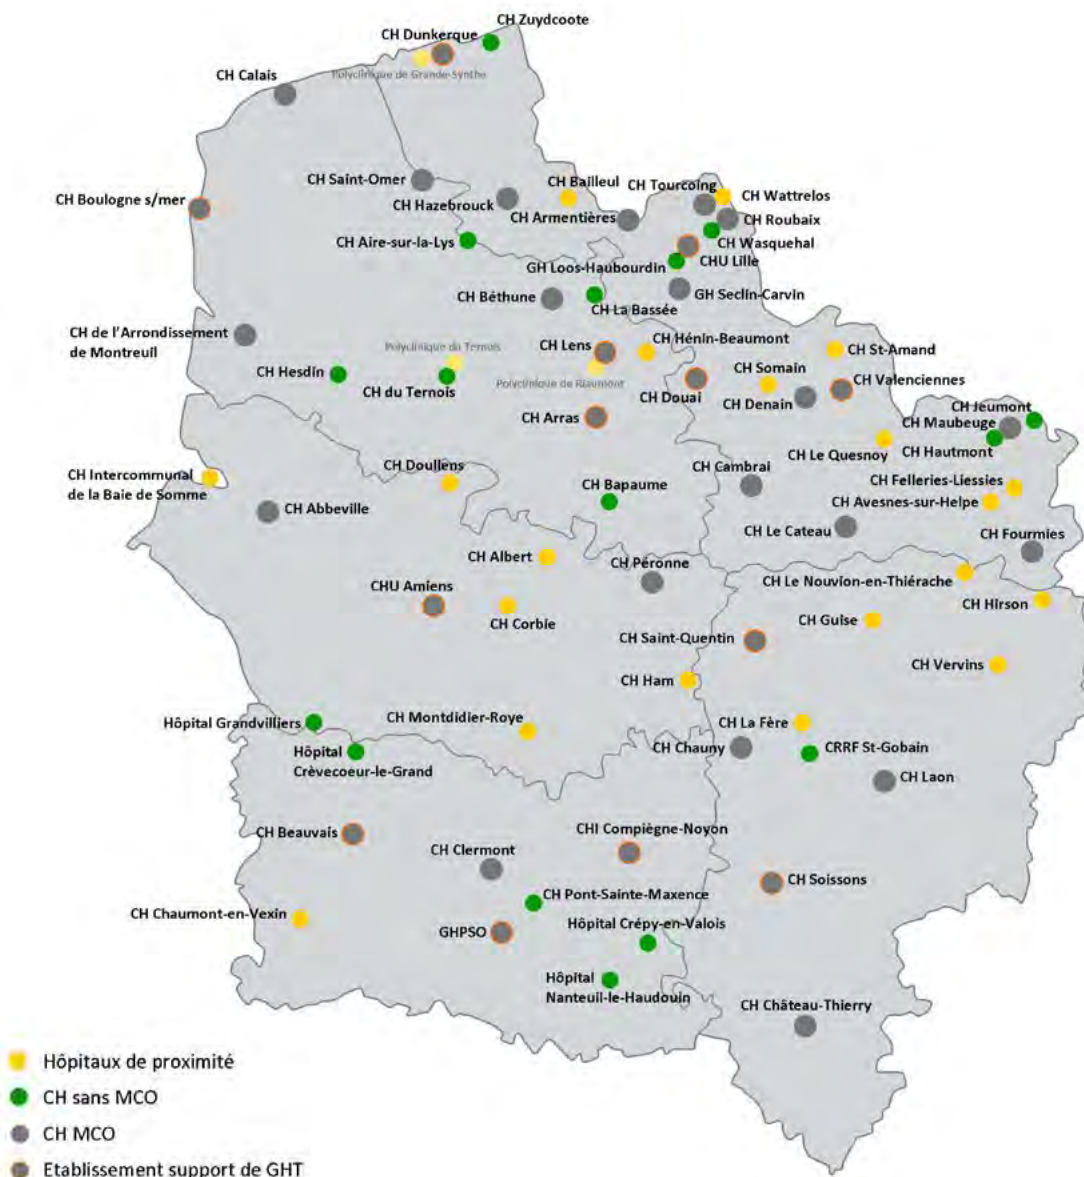 CH Zuydcoote
CH Dunkerque
Polyclinique de Grande-Synthe
CH Calais
CH Saint-Omer
CH Bailleul
CH Tourcoing
CH Wattrelos
CH Boulogne s/mer
CH Hazebrouck
CH Armentières
CH Roubaix
CH Aire-sur-la-Lys
CH Wasquehal
GH Loos-Haubourdin
CHU Lille
CH Béthune
GH Seclin-Carvin
CH La Bassée
CH de l'Arrondissement
de Montreuil
Polyclinique du Ternois
CH Lens
CH Hénin-Beaumont
CH St-Amand
CH Hesdin
CH du Ternois
Polyclinique de Riaumont
CH Douai
CH Somain
CH Valenciennes
CH Denain
CH Arras
CH Jeumont
CH Maubeuge
CH Le Quesnoy
CH Hautmont
CH Intercommunal
de la Baie de Somme
CH Doullens
CH Cambrai
CH Felleries-Liessies
CH Bapaume
CH Avesnes-sur-Helpe
CH Abbeville
CH Le Cateau
CH Fourmies
CH Albert
CH Péronne
CH Le Nouvion-en-Thiérache
CHU Amiens
CH Corbie
CH Hirson
CH Guise
CH Saint-Quentin
CH Vervins
CH Ham
Hôpital Grandvilliers
CH Montdidier-Roye
CH La Fère
Hôpital
Crèvecoeur-le-Grand
CH Chauny
CRRF St-Gobain
CH Laon
CH Beauvais
CHI Compiègne-Noyon
CH Clermont
CH Soissons
CH Pont-Sainte-Maxence
CH Chaumont-en-Vexin
GHPSO
Hôpital Crépy-en-Valois
Hôpital
Nanteuil-le-Haudouin
CH Château-Thierry
Hôpitaux de proximité
CH sans MCO
CH MCO
Etablissement support de GHT